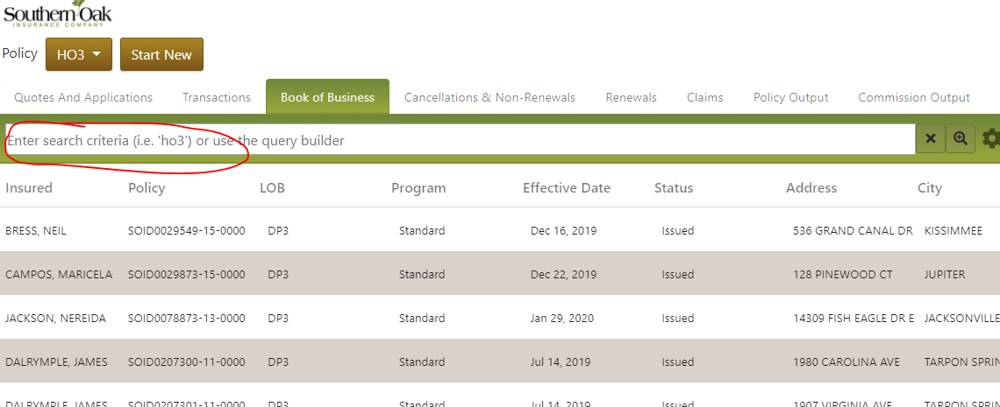 Southern Oak
INSURANCE COMPANY
Policy HO3 Start New
Quotes And Applications Transactions Book of Business Cancellations & Non-Renewals Renewals Claims Policy Output Commission Output
Enter search criteria (i.e. 'ho3') or use the query builder
Insured Policy LOB Program Effective Date Status Address City
BRESS, NEIL SOID0029549-15-0000 DP3 Standard Dec 16, 2019 Issued 536 GRAND CANAL DR KISSIMMEE
CAMPOS, MARICELA SOID0029873-15-0000 DP3 Standard Dec 22, 2019 Issued 128 PINEWOOD CT JUPITER
JACKSON, NEREIDA SOID0078873-13-0000 DP3 Standard Jan 29, 2020 Issued 14309 FISH EAGLE DR E JACKSONVILLE
DALRYMPLE, JAMES SOID0207300-11-0000 DP3 Standard Jul 14, 2019 Issued 1980 CAROLINA AVE TARPON SPRIN
DALRYMPLE, JAMES SOID0207301-11-0000 DP3 Standard Jul 14, 2019 Issued 1907 VIRGINIA AVE TARPON SPRIN